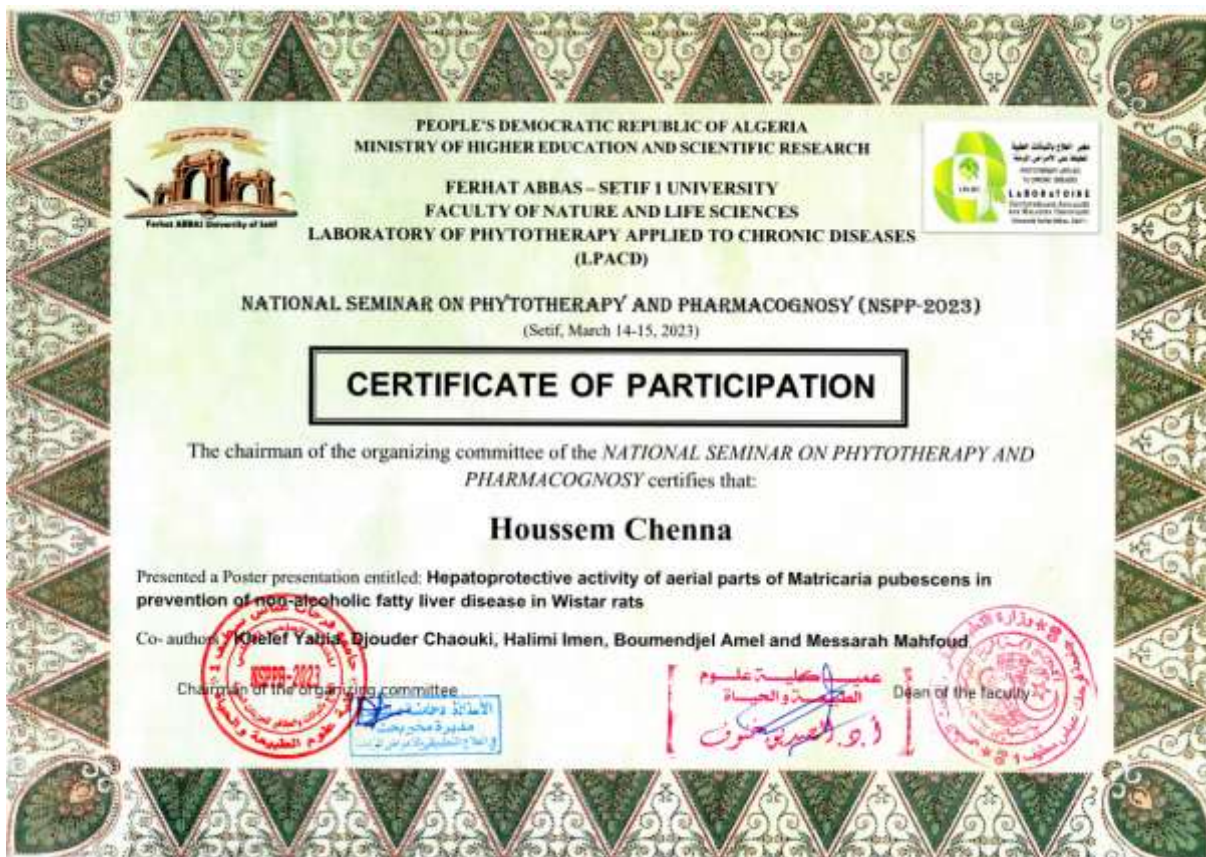 PEOPLE'S DEMOCRATIC REPUBLIC OF ALGERIA
MINISTRY OF HIGHER EDUCATION AND SCIENTIFIC RESEARCH
Ferhat ABBAS University of Setif
FERHAT ABBAS – SETIF 1 UNIVERSITY
FACULTY OF NATURE AND LIFE SCIENCES
LABORATORY OF PHYTOTHERAPY APPLIED TO CHRONIC DISEASES
(LPACD)
LABORATOIRE
NATIONAL SEMINAR ON PHYTOTHERAPY AND PHARMACOGNOSY (NSPP-2023)
(Setif, March 14-15, 2023)
CERTIFICATE OF PARTICIPATION
The chairman of the organizing committee of the NATIONAL SEMINAR ON PHYTOTHERAPY AND
PHARMACOGNOSY certifies that:
Houssem Chenna
Presented a Poster presentation entitled: Hepatoprotective activity of aerial parts of Matricaria pubescens in
prevention of non-alcoholic fatty liver disease in Wistar rats
Co- authors: Khelef Yahia, Djouder Chaouki, Halimi Imen, Boumendjel Amel and Messarah Mahfoud
NSPP-2023
Chairman of the organizing committee
Dean of the faculty
عميد كلية علوم
الطبيعة والحياة